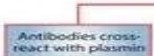 Antibodies cross-
react with plasmin